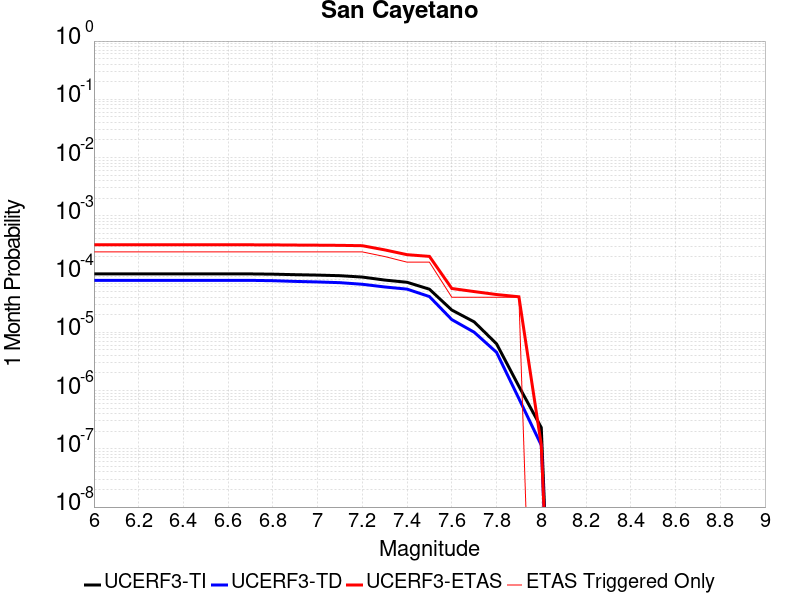 San Cayetano
10^0
10^-1
10^-2
10^-3
10^-4
10^-5
10^-6
10^-7
10^-8
1 Month Probability
6 6.2 6.4 6.6 6.8 7 7.2 7.4 7.6 7.8 8 8.2 8.4 8.6 8.8 9
Magnitude
UCERF3-TI UCERF3-TD UCERF3-ETAS ETAS Triggered Only